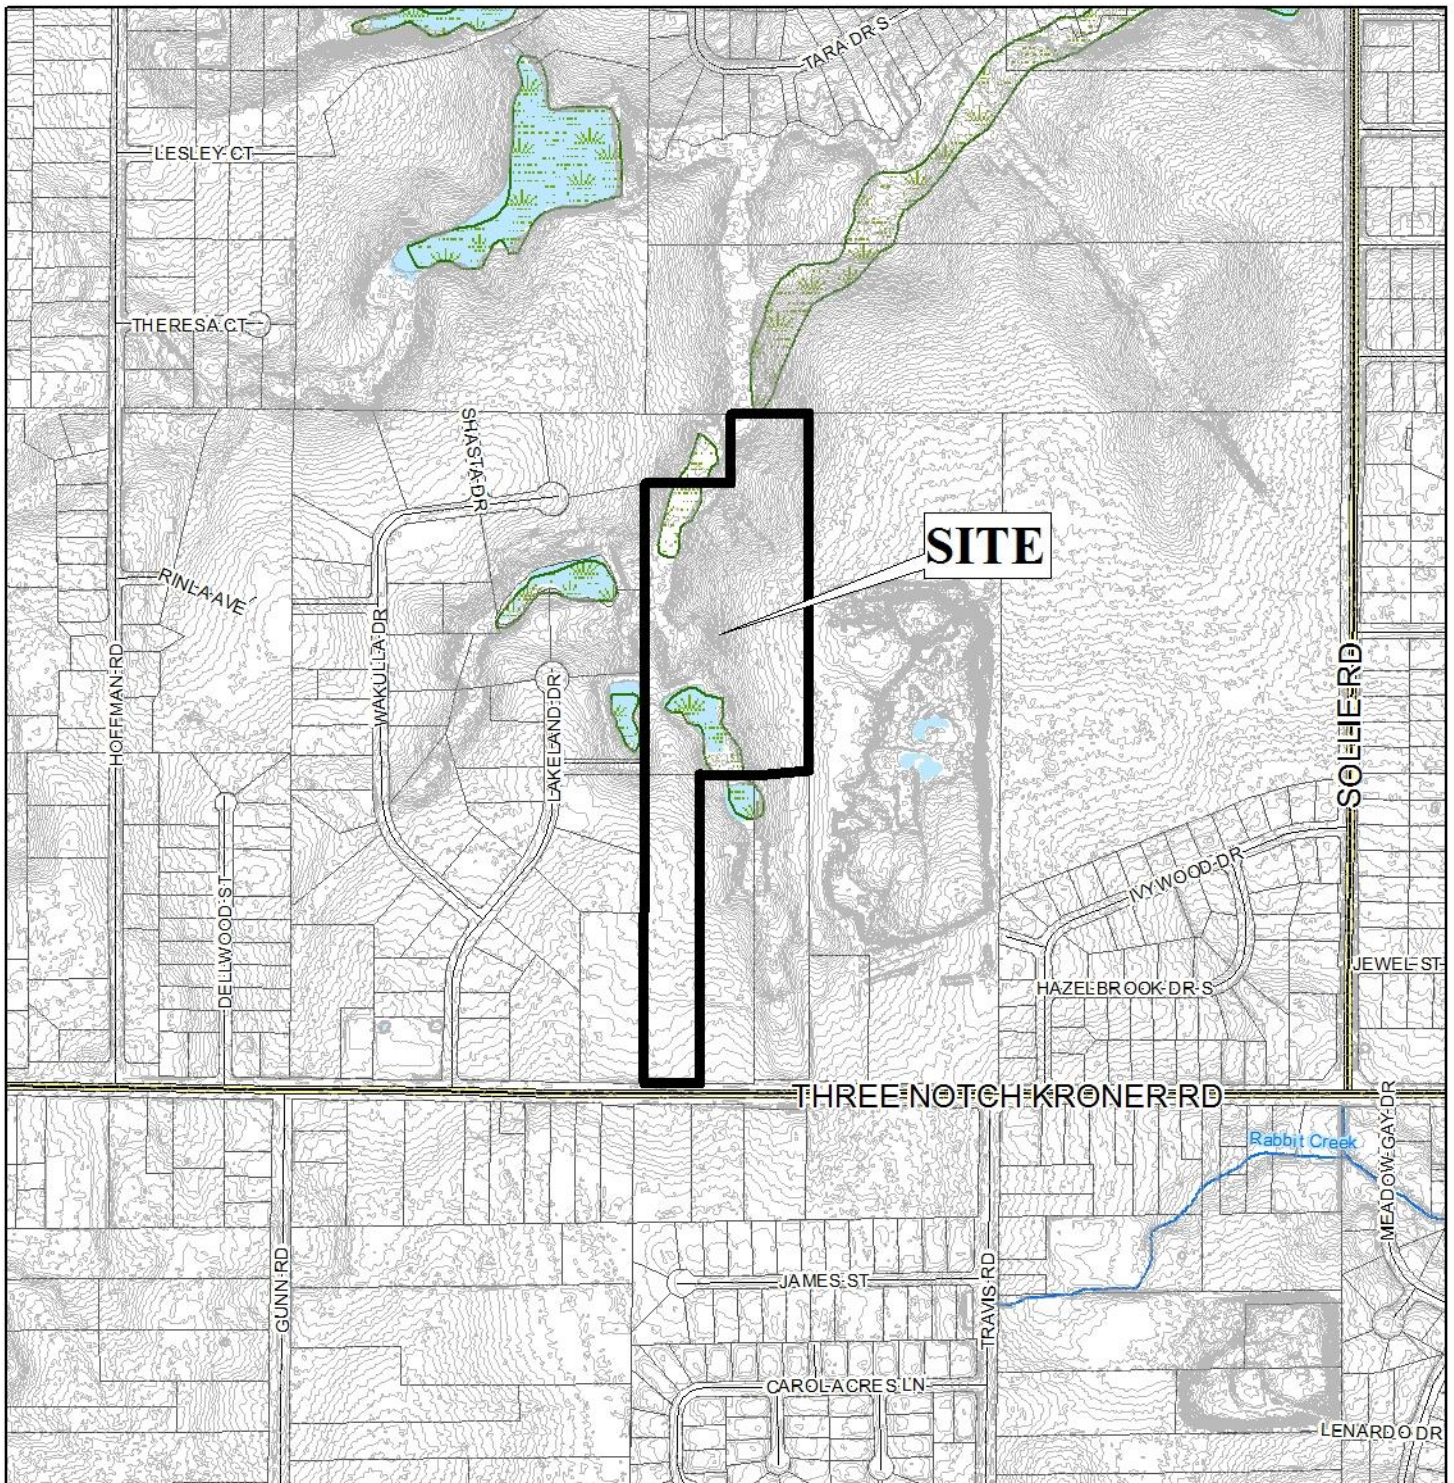 TARA DR S
LESLEY CT
THERESA CT
SHASTA DR
SITE
RINLA AVE
HOFFMAN RD
WAKULLA DR
LAKELAND DR
SOLLIE RD
DELLWOOD ST
IVYWOOD DR
JEWEL ST
HAZELBROOK DR S
THREE NOTCH KRONER RD
Rabbit Creek
MEADOW GAY DR
GUNN RD
JAMES ST
TRAVIS RD
CAROL ACRES LN
LENARDO DR